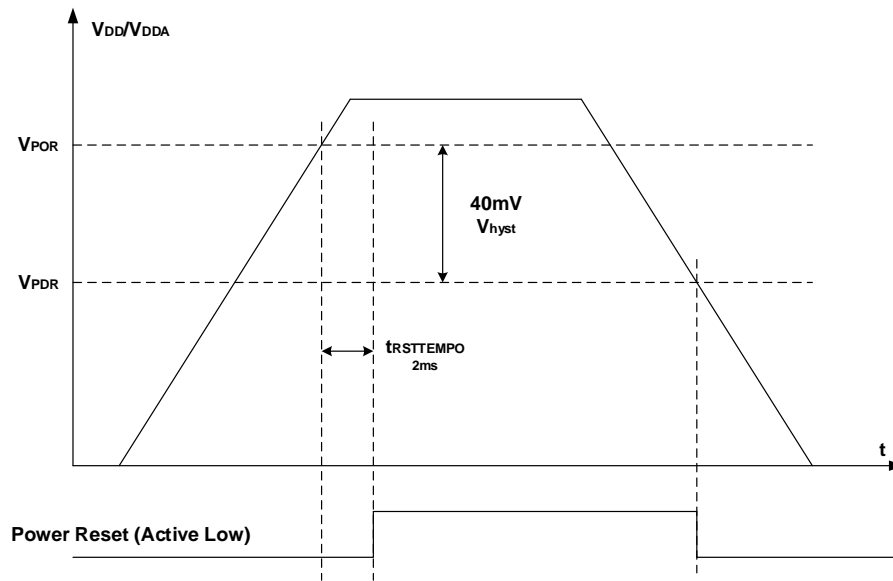 VDD/VDDA
VPOR
40mV
Vhyst
VPDR
tRSTTEMPO
2ms
t
Power Reset (Active Low)